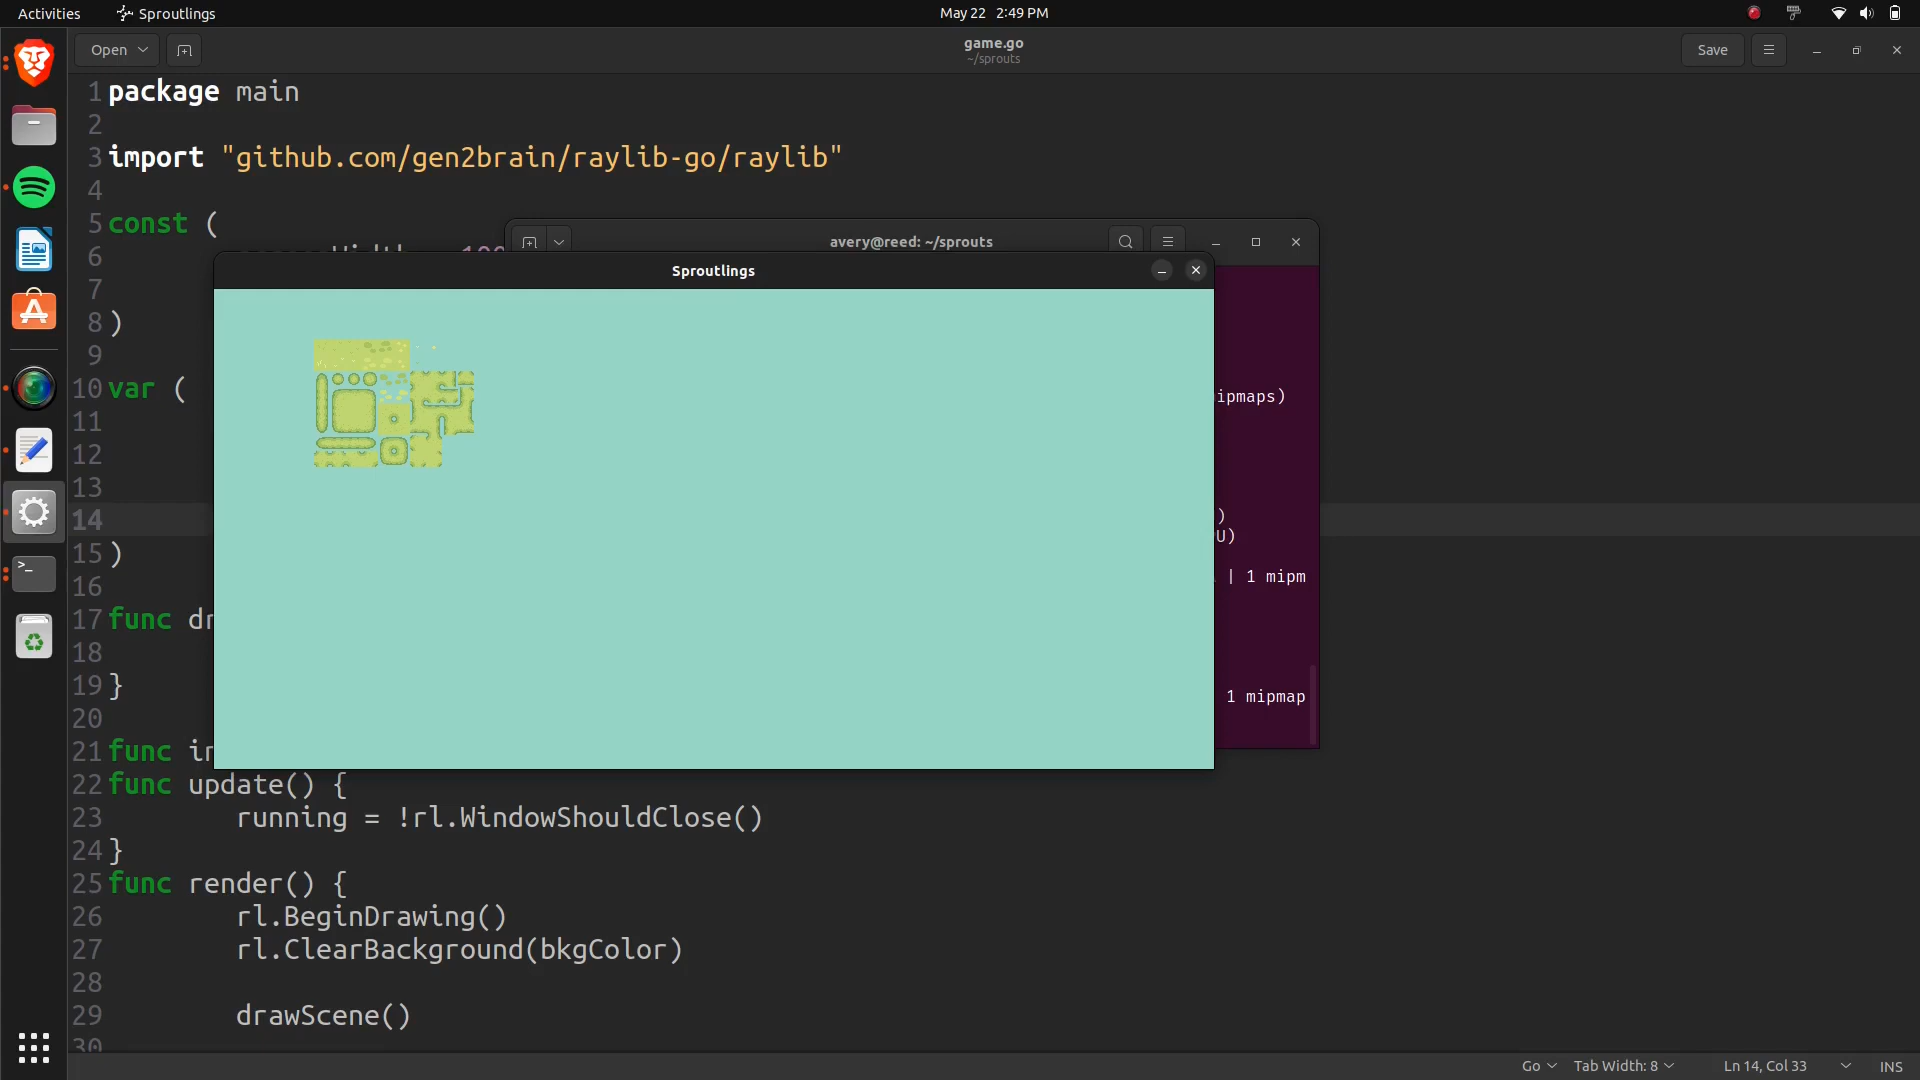 Activities Sproutlings May 22 2:49 PM
Open game.go Save
~/sprouts
1 package main
2
3 import "github.com/gen2brain/raylib-go/raylib"
4
5 const (
avery@reed: ~/sprouts
6
Sproutlings
7
8 )
9
10 var (
ipmaps)
11
12
13
14
)
U)
15 )
| 1 mipm
16
17 func dr
18
19 }
1 mipmap
20
21 func in
22 func update() {
23 running = !rl.WindowShouldClose()
24 }
25 func render() {
26 rl.BeginDrawing()
27 rl.ClearBackground(bkgColor)
28
29 drawScene()
30
Go Tab Width: 8 Ln 14, Col 33 INS